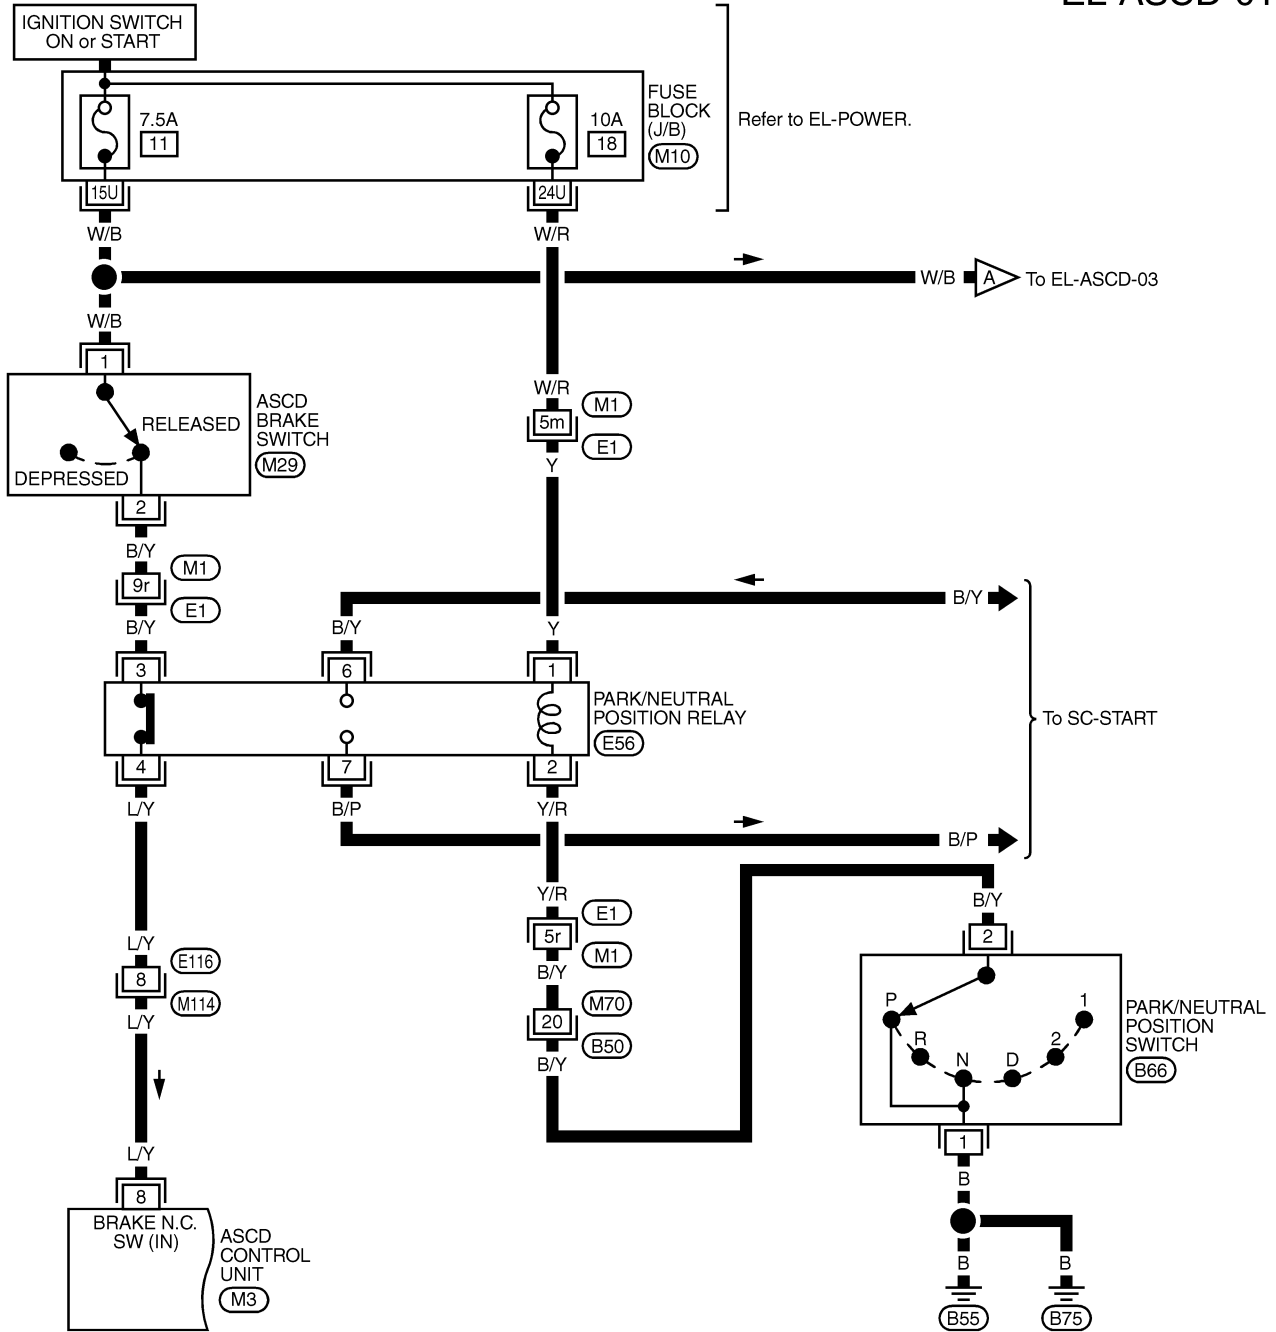 EL-ASCD-01
IGNITION SWITCH
ON or START
7.5A
11
10A
18
FUSE
BLOCK
(J/B)
M10
Refer to EL-POWER.
15U
24U
W/B
W/R
W/B
A
To EL-ASCD-03
W/B
1
RELEASED
DEPRESSED
ASCD
BRAKE
SWITCH
M29
2
W/R
5m
M1
E1
Y
B/Y
9r
M1
E1
B/Y
B/Y
B/Y
Y
To SC-START
3
6
1
PARK/NEUTRAL
POSITION RELAY
E56
4
7
2
L/Y
B/P
Y/R
B/P
Y/R
5r
E1
M1
B/Y
20
M70
B50
B/Y
L/Y
8
E116
M114
L/Y
L/Y
8
BRAKE N.C.
SW (IN)
ASCD
CONTROL
UNIT
M3
B/Y
2
P
R
N
D
2
1
PARK/NEUTRAL
POSITION
SWITCH
B66
1
B
B
B
B55
B75